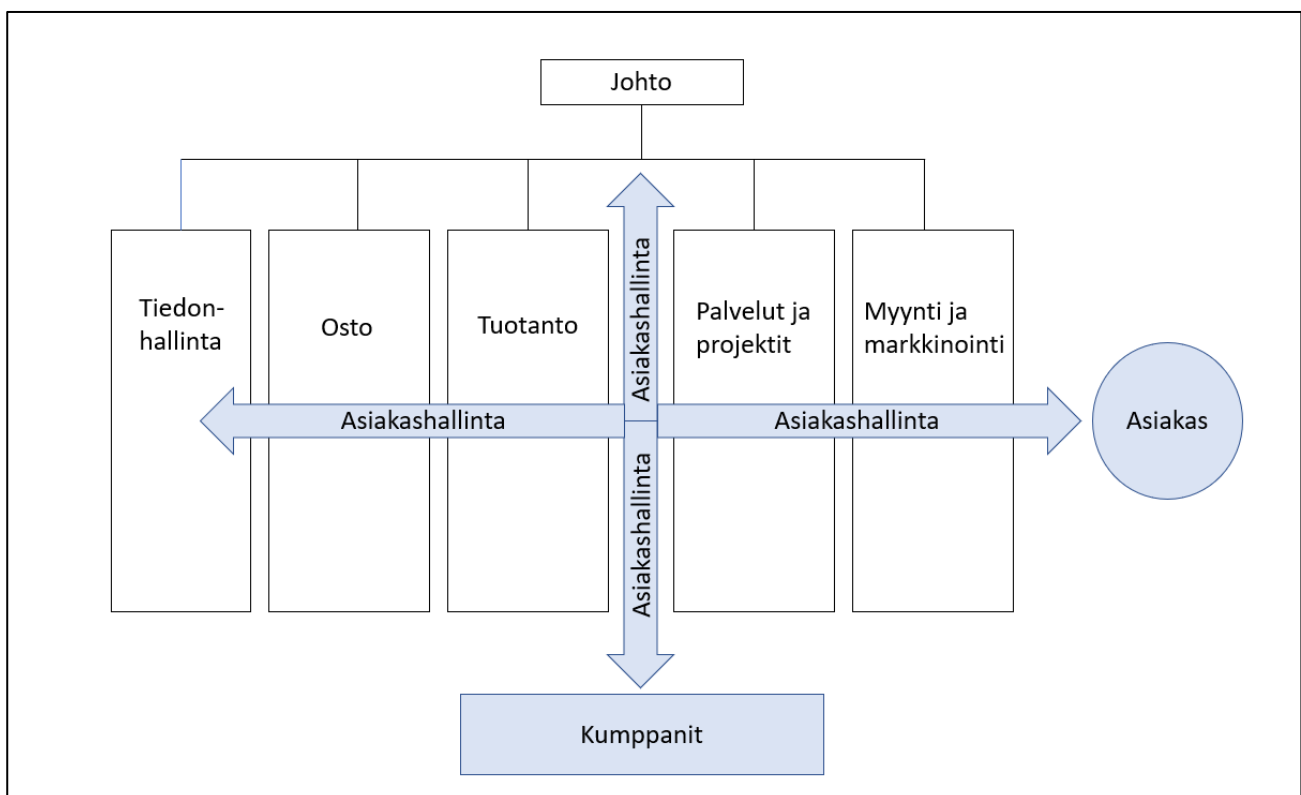 Johto
Tiedon-
hallinta
Osto
Tuotanto
Asiakashallinta
Palvelut ja
projektit
Myynti ja
markkinointi
Asiakashallinta
Asiakashallinta
Asiakas
Asiakashallinta
Kumppanit